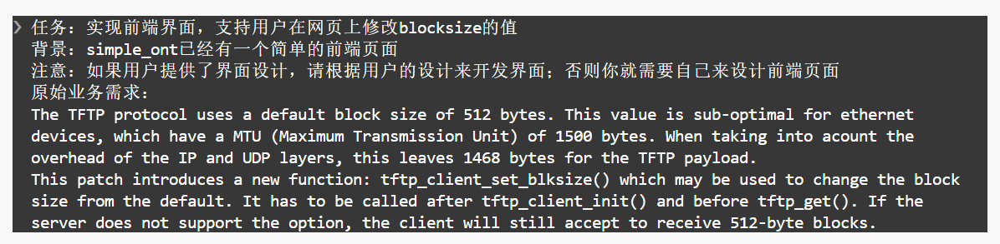 ❯ 任务：实现前端界面，支持用户在网页上修改blocksize的值
背景：simple_ont已经有一个简单的前端页面
注意：如果用户提供了界面设计，请根据用户的设计来开发界面；否则你就需要自己来设计前端页面
原始业务需求：
The TFTP protocol uses a default block size of 512 bytes. This value is sub-optimal for ethernet
devices, which have a MTU (Maximum Transmission Unit) of 1500 bytes. When taking into acount the
overhead of the IP and UDP layers, this leaves 1468 bytes for the TFTP payload.
This patch introduces a new function: tftp_client_set_blksize() which may be used to change the block
size from the default. It has to be called after tftp_client_init() and before tftp_get(). If the
server does not support the option, the client will still accept to receive 512-byte blocks.